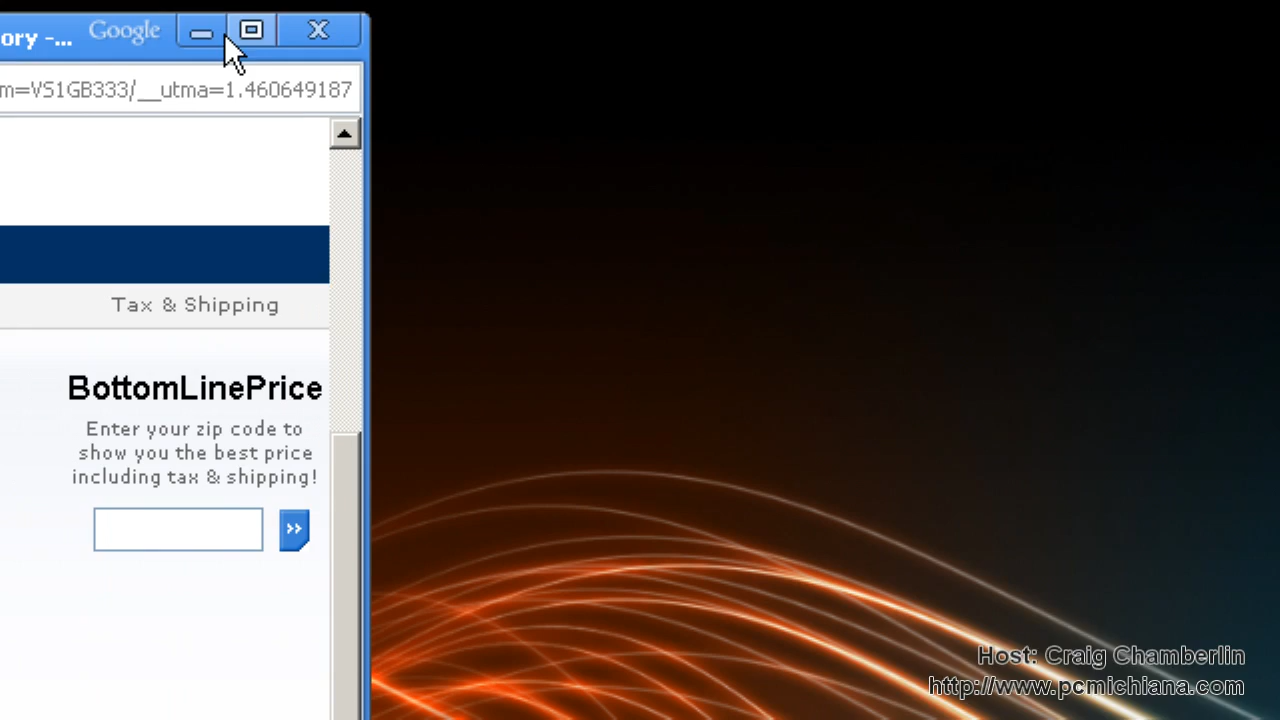 ory -...
Google
X
m=VS1GB333/__utma=1.460649187
Tax & Shipping
BottomLinePrice
Enter your zip code to
show you the best price
including tax & shipping!
>>
Host: Craig Chamberlin
http://www.pcmichiana.com